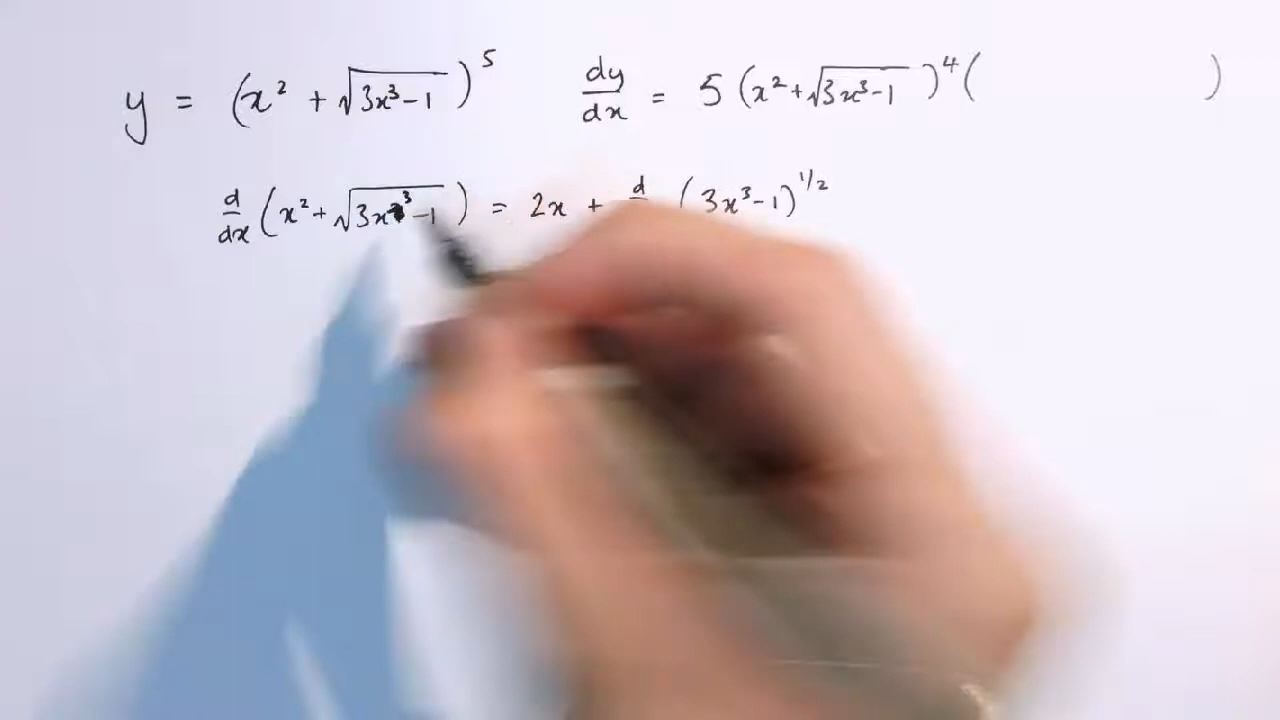 y = (x² + √(3x³-1))⁵ dy/dx = 5 (x² + √(3x³-1))⁴ ( )
d/dx (x² + √(3x³-1)) = 2x + d (3x³-1)^1/2